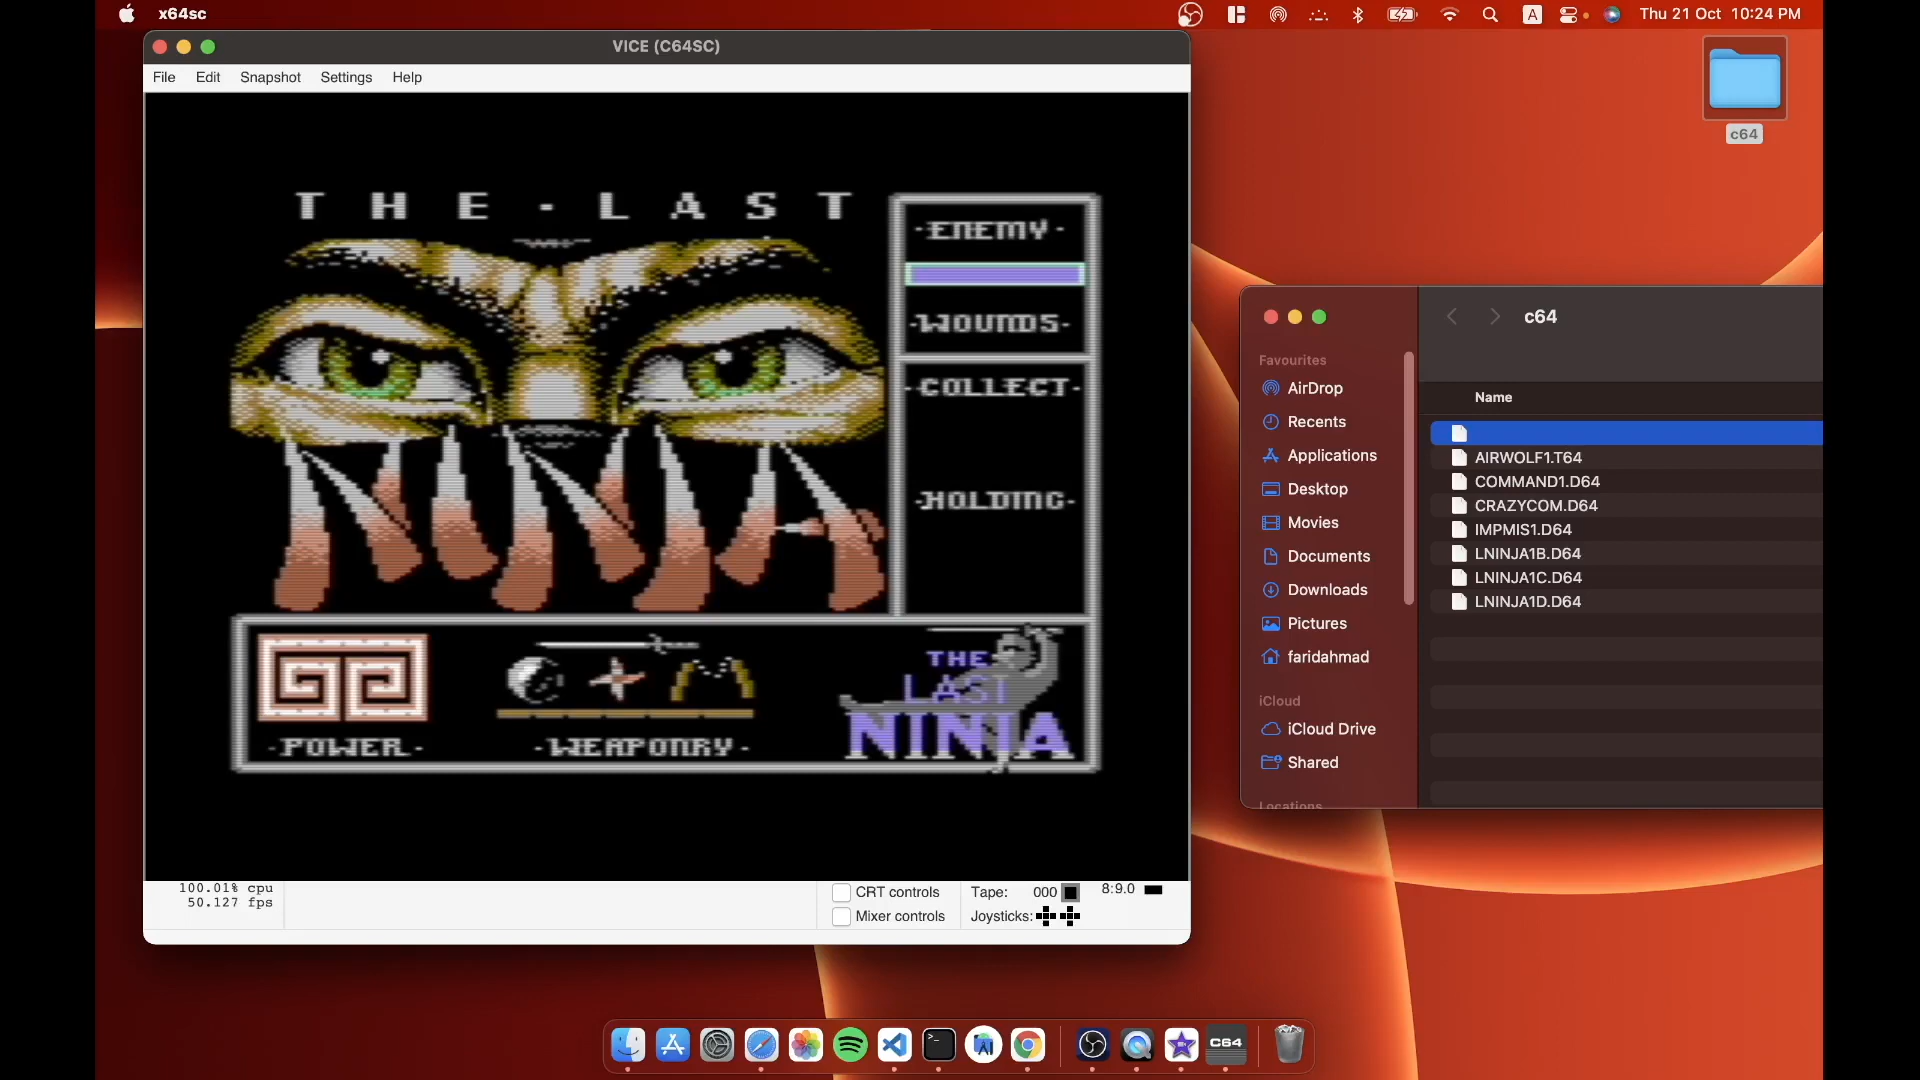 x64sc
A
Thu 21 Oct 10:24 PM
VICE (C64SC)
File Edit Snapshot Settings Help
c64
THE-LAST
NINJA
-ENEMY-
-WOUNDS-
-COLLECT-
-HOLDING-
-POWER-
-WEAPONRY-
THE
LAST
NINJA
100.01% cpu
50.127 fps
CRT controls
Mixer controls
Tape: 000
Joysticks:
8:9.0
c64
Favourites
AirDrop
Recents
Applications
Desktop
Movies
Documents
Downloads
Pictures
faridahmad
iCloud
iCloud Drive
Shared
Locations
Name
AIRWOLF1.T64
COMMAND1.D64
CRAZYCOM.D64
IMPMIS1.D64
LNINJA1B.D64
LNINJA1C.D64
LNINJA1D.D64
C64